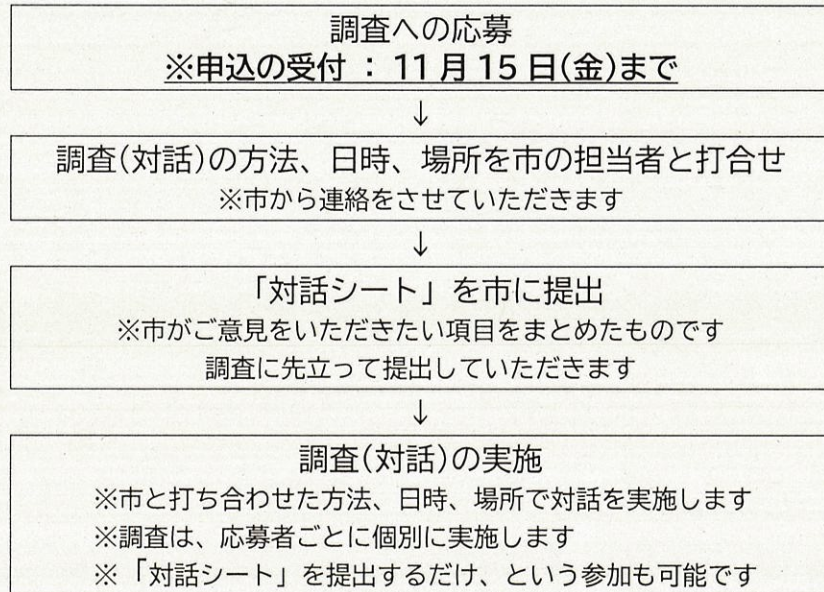 調査への応募
※申込の受付 : 11月15日(金)まで
↓
調査(対話)の方法、日時、場所を市の担当者と打合せ
※市から連絡をさせていただきます
↓
「対話シート」を市に提出
※市がご意見をいただきたい項目をまとめたものです
調査に先立って提出していただきます
↓
調査(対話)の実施
※市と打ち合わせた方法、日時、場所で対話を実施します
※調査は、応募者ごとに個別に実施します
※「対話シート」を提出するだけ、という参加も可能です